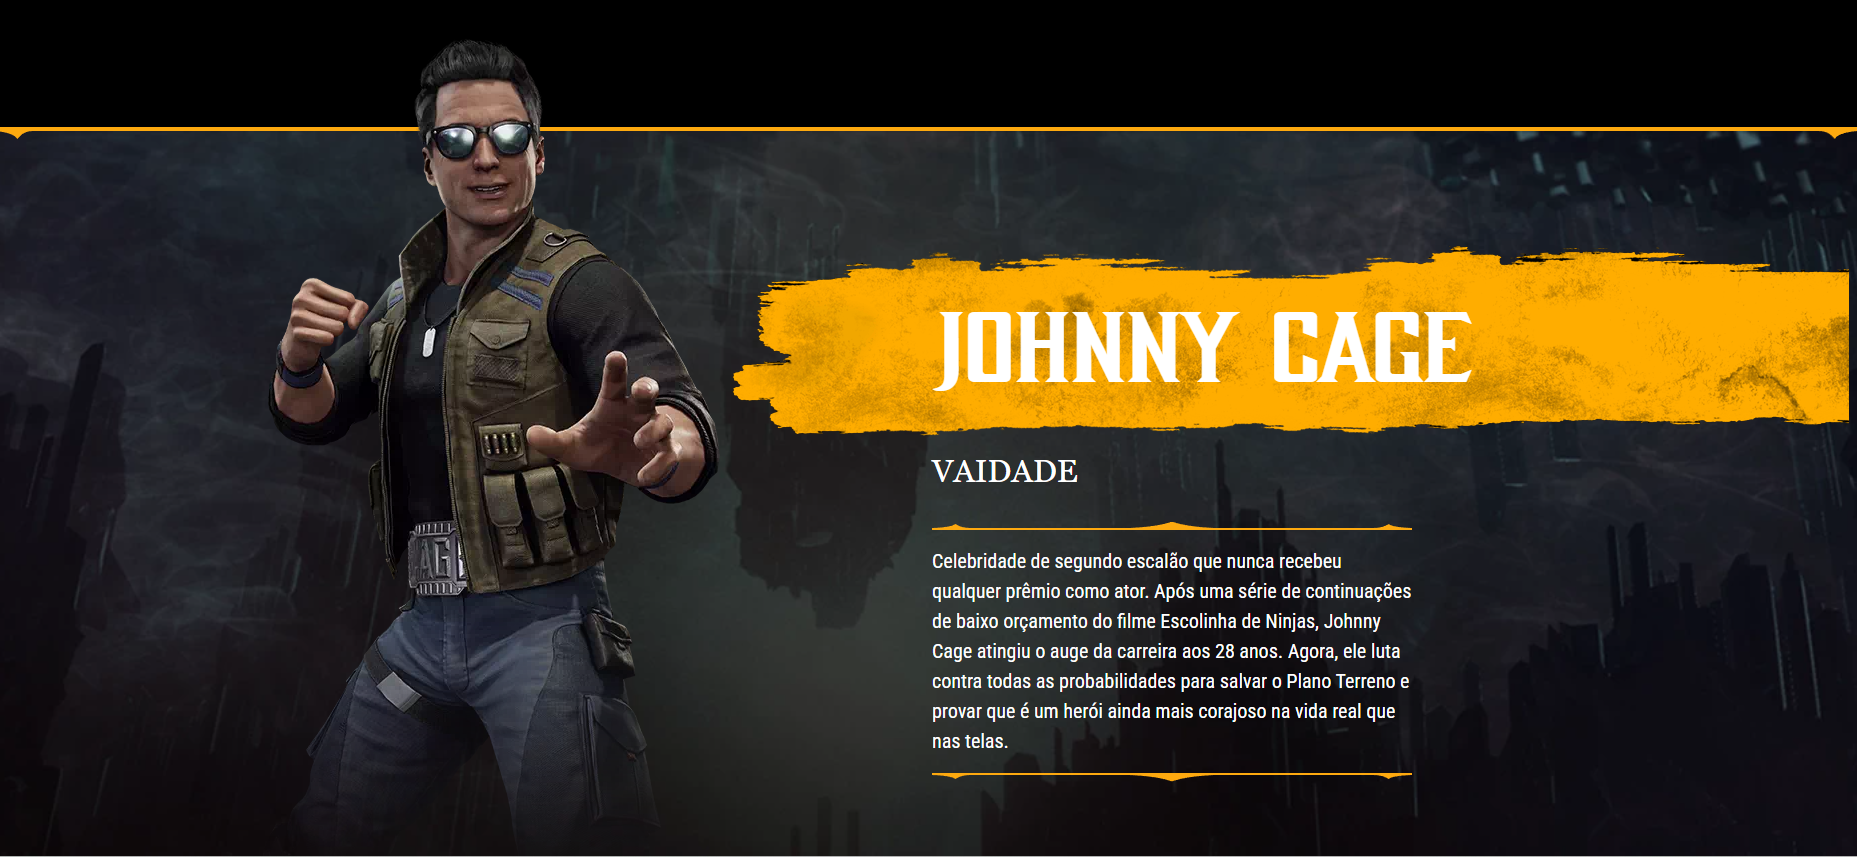 JOHNNY CAGE
VAIDADE
Celebridade de segundo escalão que nunca recebeu
qualquer prêmio como ator. Após uma série de continuações
de baixo orçamento do filme Escolinha de Ninjas, Johnny
Cage atingiu o auge da carreira aos 28 anos. Agora, ele luta
contra todas as probabilidades para salvar o Plano Terreno e
provar que é um herói ainda mais corajoso na vida real que
nas telas.